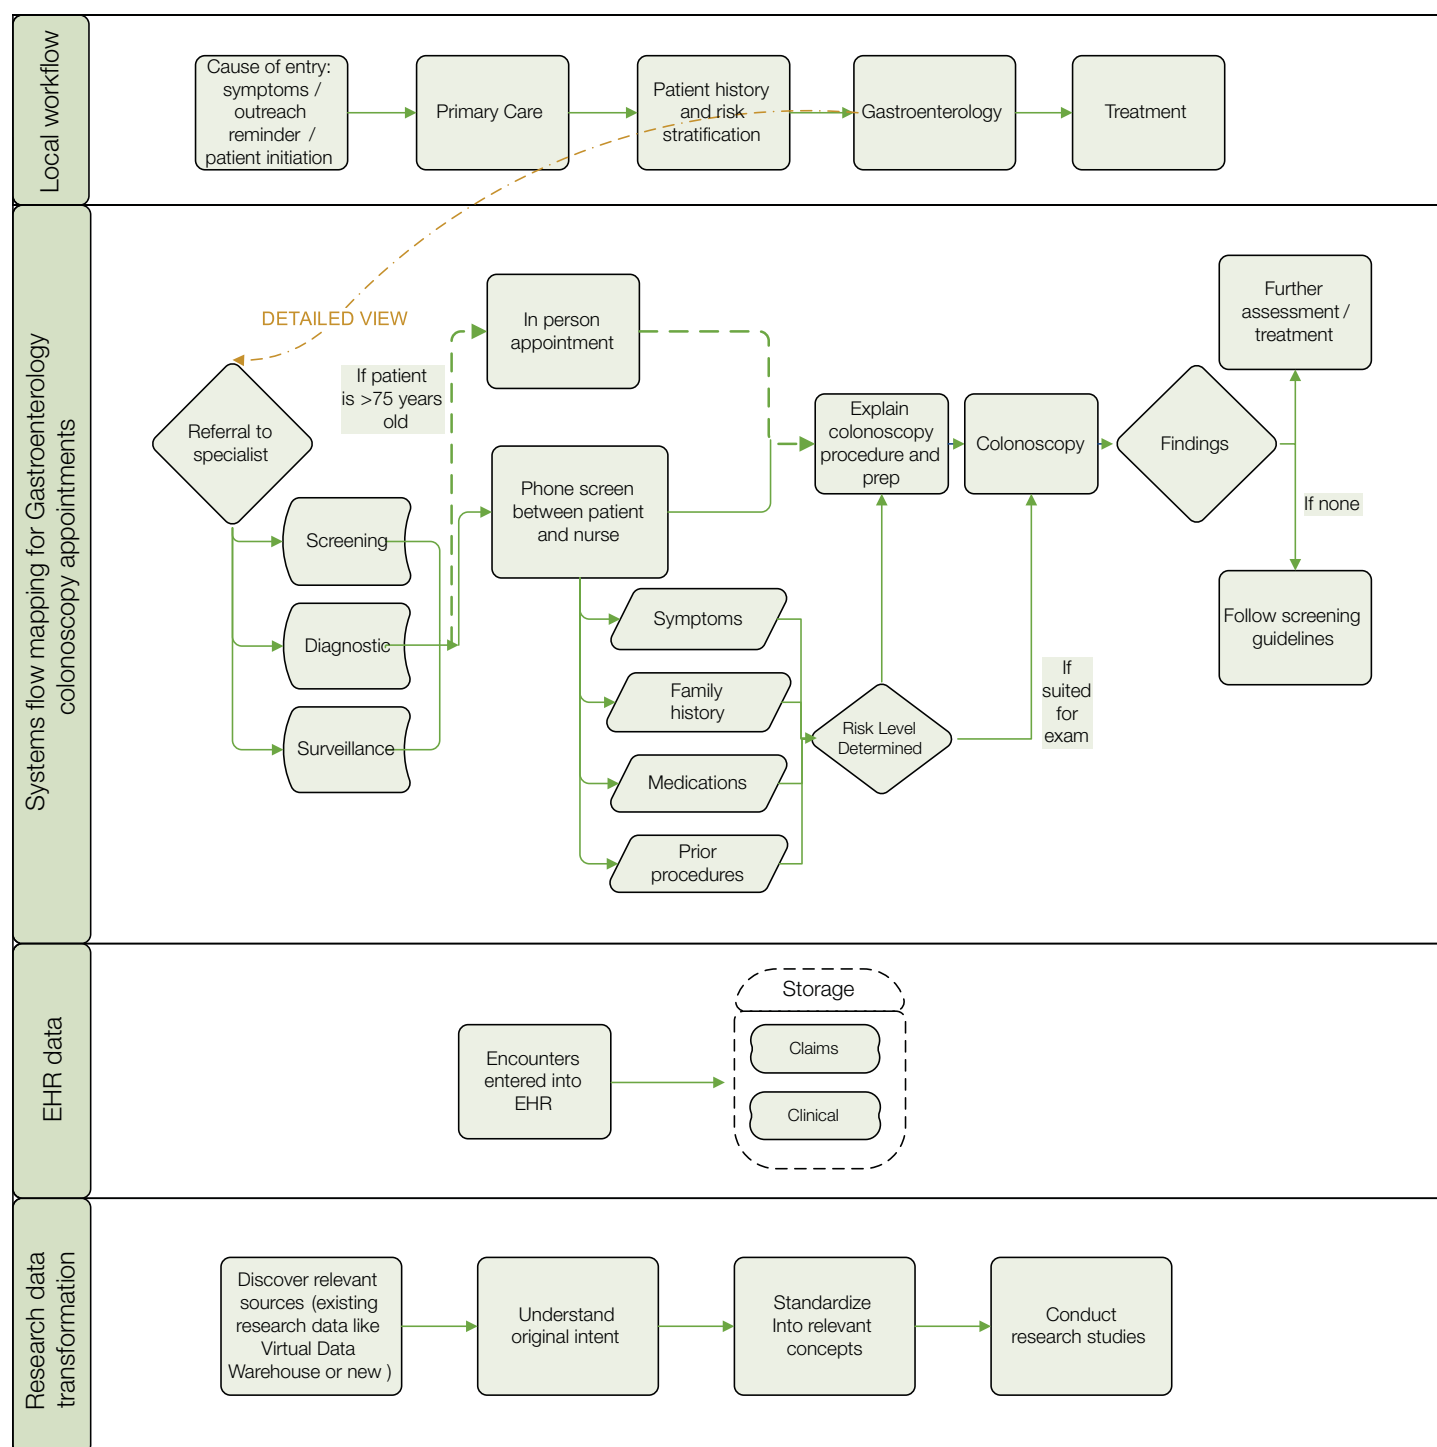 Local workflow
Cause of entry:
symptoms /
outreach
reminder /
patient initiation
Primary Care
Patient history
and risk
stratification
Gastroenterology
Treatment
Systems flow mapping for Gastroenterology
colonoscopy appointments
DETAILED VIEW
Referral to
specialist
Screening
Diagnostic
Surveillance
If patient
is >75 years
old
In person
appointment
Phone screen
between patient
and nurse
Symptoms
Family
history
Medications
Prior
procedures
Risk Level
Determined
Explain
colonoscopy
procedure and
prep
Colonoscopy
If
suited
for
exam
Findings
Further
assessment /
treatment
If none
Follow screening
guidelines
EHR data
Encounters
entered into
EHR
Storage
Claims
Clinical
Research data
transformation
Discover relevant
sources (existing
research data like
Virtual Data
Warehouse or new )
Understand
original intent
Standardize
Into relevant
concepts
Conduct
research studies